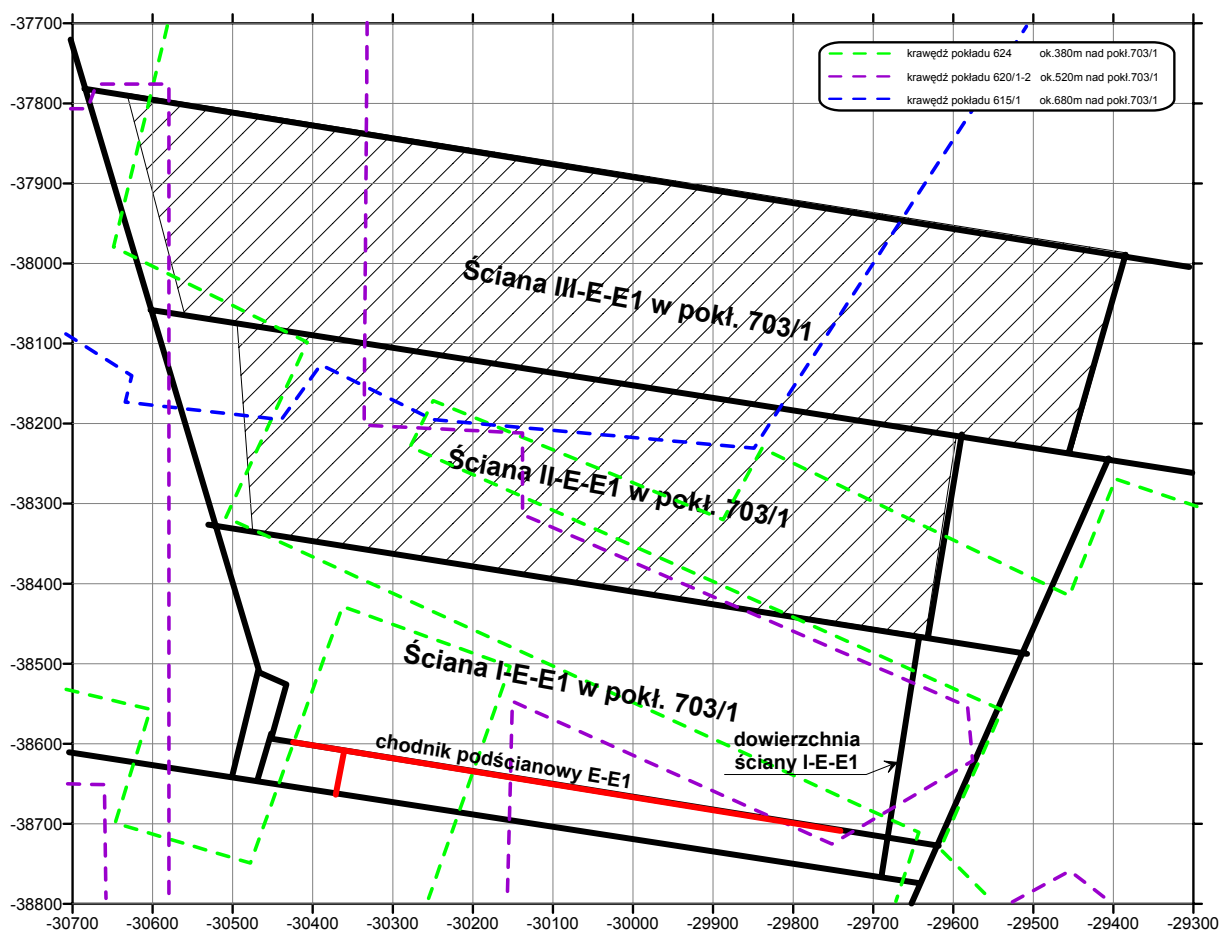 krawędź pokładu 624 ok.380m nad pokł.703/1
krawędź pokładu 620/1-2 ok.520m nad pokł.703/1
krawędź pokładu 615/1 ok.680m nad pokł.703/1
-37700
-37800
-37900
-38000
-38100
-38200
-38300
-38400
-38500
-38600
-38700
-38800
Ściana III-E-E1 w pokł. 703/1
Ściana II-E-E1 w pokł. 703/1
Ściana I-E-E1 w pokł. 703/1
chodnik podścianowy E-E1
dowierzchnia
ściany I-E-E1
-30700 -30600 -30500 -30400 -30300 -30200 -30100 -30000 -29900 -29800 -29700 -29600 -29500 -29400 -29300